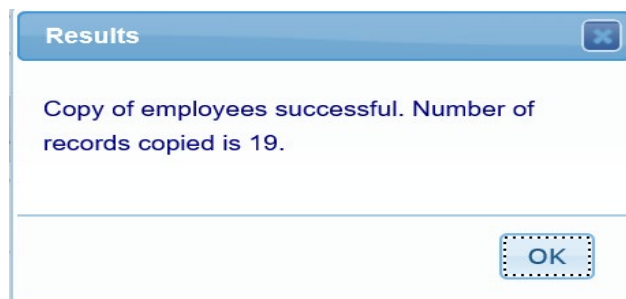 Results
Copy of employees successful. Number of
records copied is 19.
OK